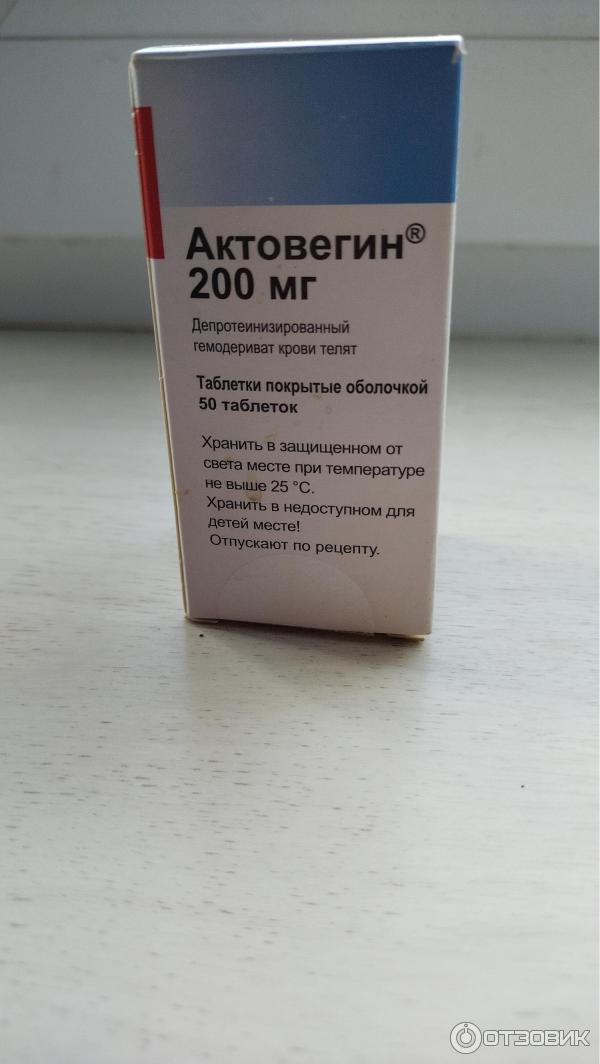 Актовегин®
200 мг
Депротеинизированный
гемодериват крови телят
Таблетки покрытые оболочкой
50 таблеток
Хранить в защищенном от
света месте при температуре
не выше 25 °C.
Хранить в недоступном для
детей месте!
Отпускают по рецепту.
ОТЗОВИК